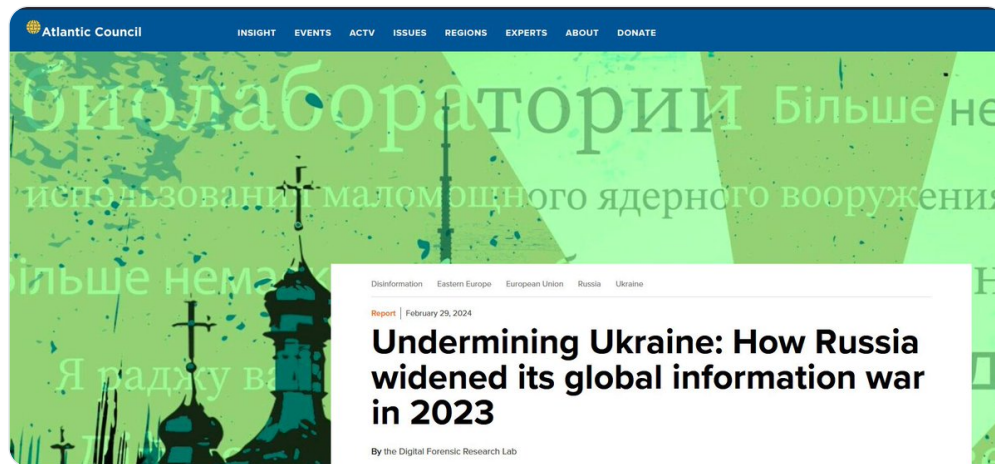 Atlantic Council
INSIGHT EVENTS ACTV ISSUES REGIONS EXPERTS ABOUT DONATE
биолаборатории Більше не
использования маломощного ядерного вооружения
більше нема
Я раджу ва
Disinformation Eastern Europe European Union Russia Ukraine
Report | February 29, 2024
Undermining Ukraine: How Russia
widened its global information war
in 2023
By the Digital Forensic Research Lab